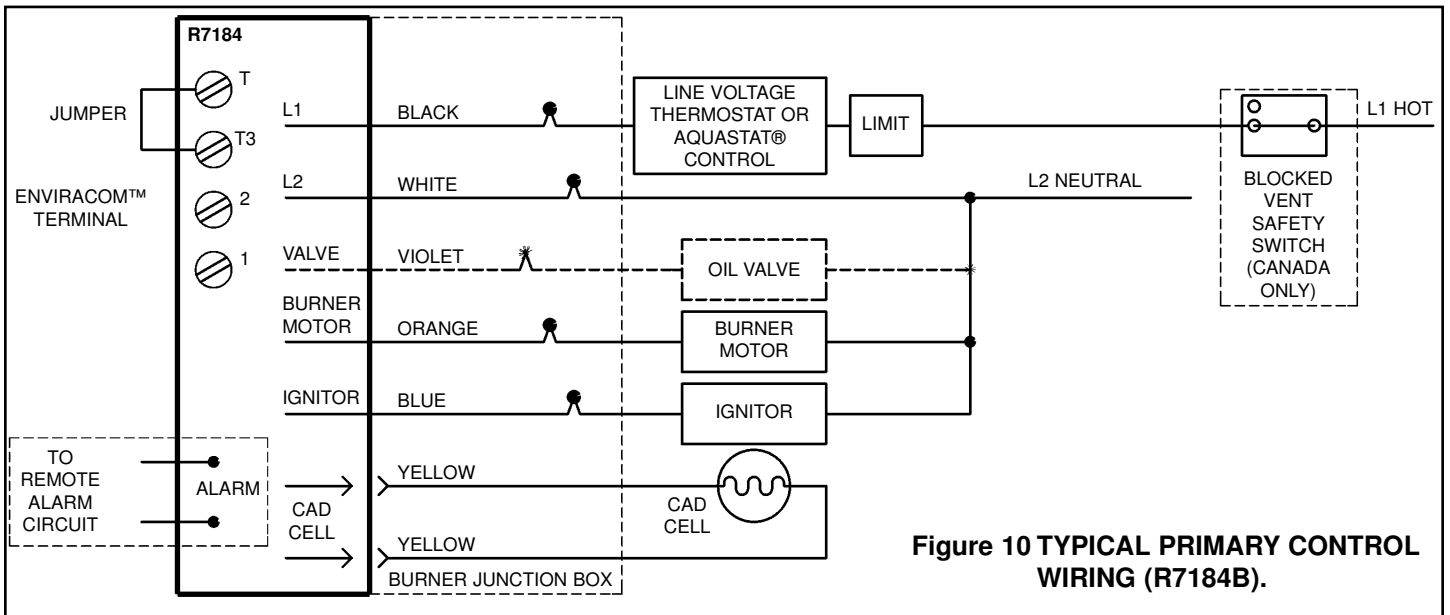 R7184
T
JUMPER
T3
ENVIRACOM™
TERMINAL
2
1
L1
BLACK
LINE VOLTAGE
THERMOSTAT OR
AQUASTAT®
CONTROL
LIMIT
L1 HOT
BLOCKED
VENT
SAFETY
SWITCH
(CANADA
ONLY)
L2
WHITE
L2 NEUTRAL
VALVE
VIOLET
OIL VALVE
BURNER
MOTOR
ORANGE
BURNER
MOTOR
IGNITOR
BLUE
IGNITOR
TO
REMOTE
ALARM
CIRCUIT
ALARM
CAD
CELL
YELLOW
CAD
CELL
YELLOW
BURNER JUNCTION BOX
Figure 10 TYPICAL PRIMARY CONTROL
WIRING (R7184B).